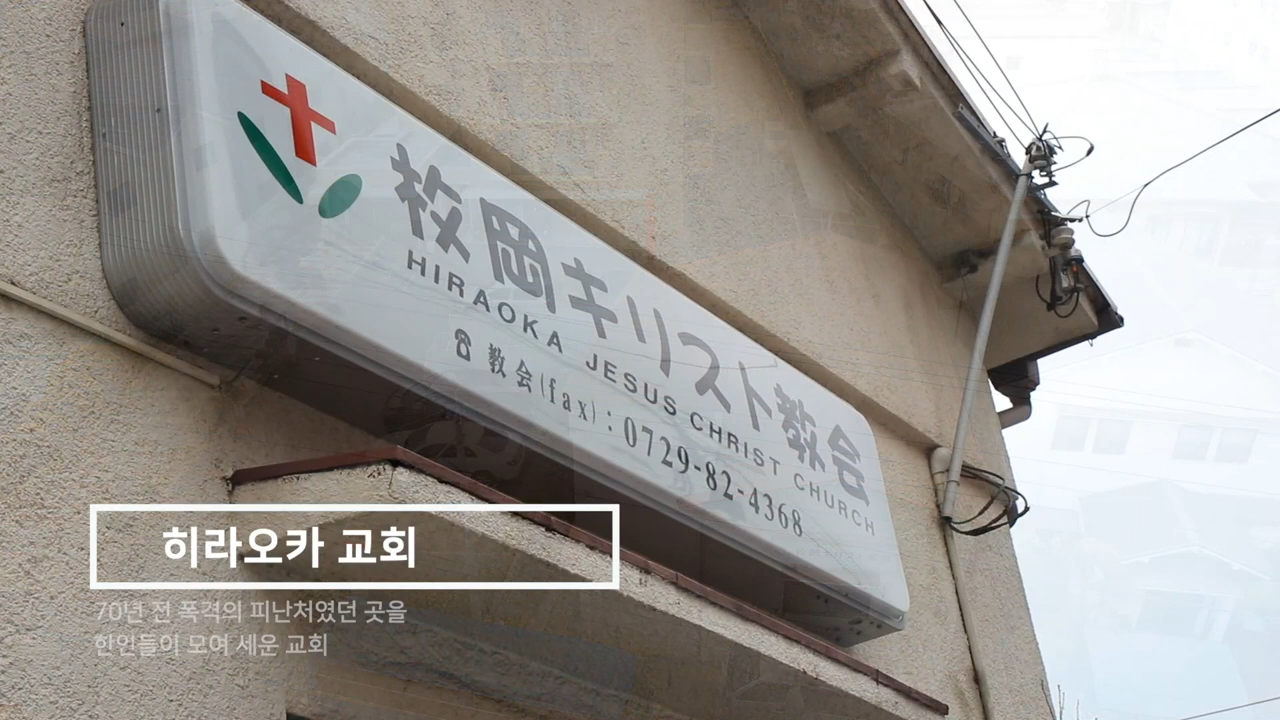 枚岡キリスト教会
HIRAOKA JESUS CHRIST CHURCH
☎ 教会(fax):0729-82-4368
히라오카 교회
70년 전 폭격의 피난처였던 곳을
한인들이 모여 세운 교회